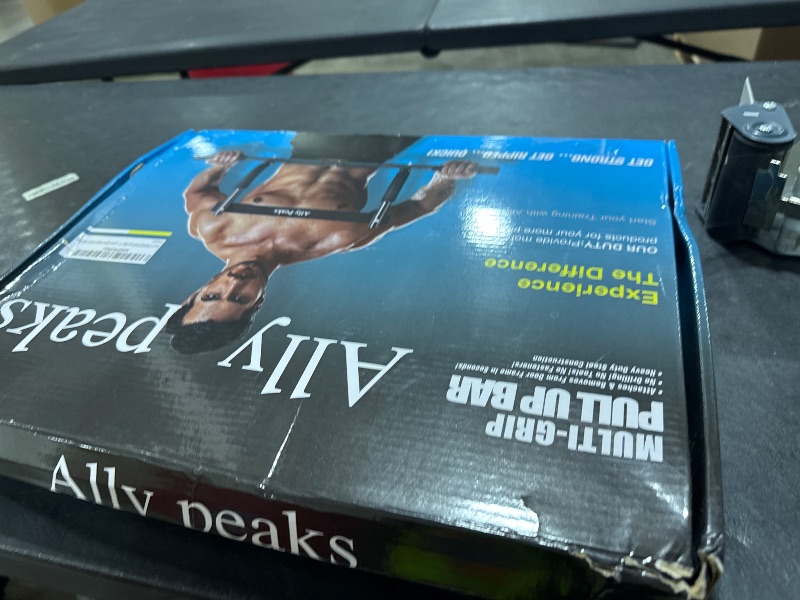 Ally peaks
MULTI-GRIP
PULL UP BAR
• Attaches & Removes From Door Frame In Seconds!
• No Drilling! No Tools! No Fasteners!
• Heavy Duty Steel Construction
Experience
The Difference
OUR DUTY: Provide
products for your more
Start your Training with
GET STRONG... GET RIPPED... QUICK!
Ally Peaks
Ally peaks